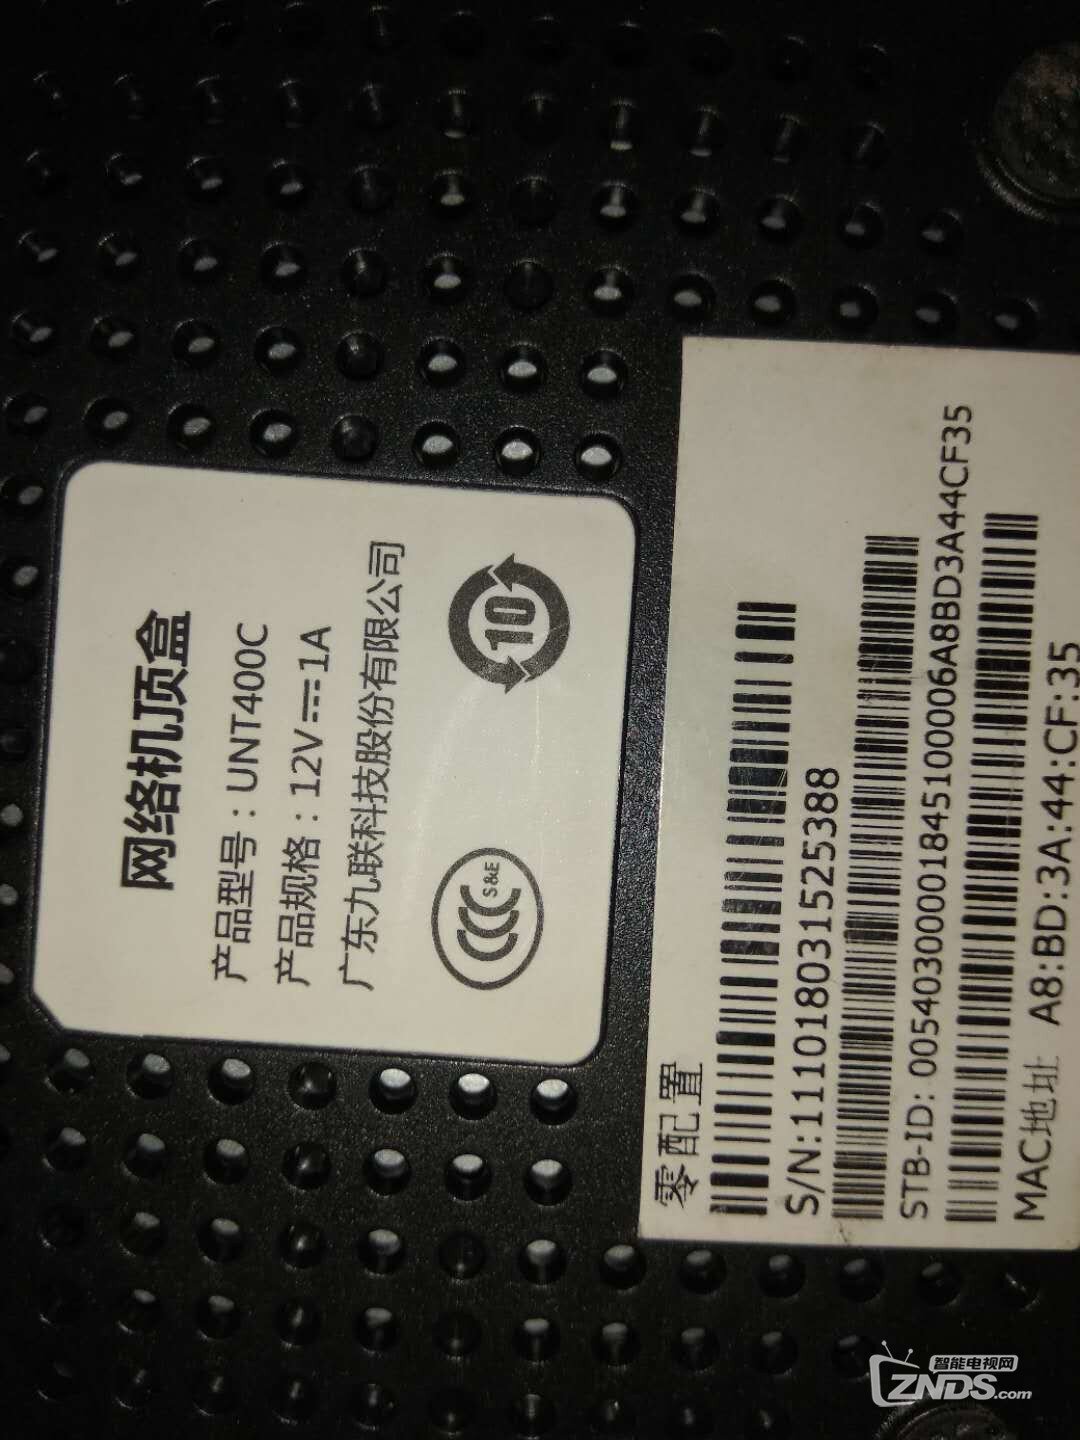 网络机顶盒
产品型号：UNT400C
产品规格：12V⎓1A
广东九联科技股份有限公司
S&E
10
零配置
S/N:111018031525388
STB-ID: 005403000018451000​6A8BD3A44CF35
MAC地址 A8:BD:3A:44:CF:35
智能电视网
ZNDS.com